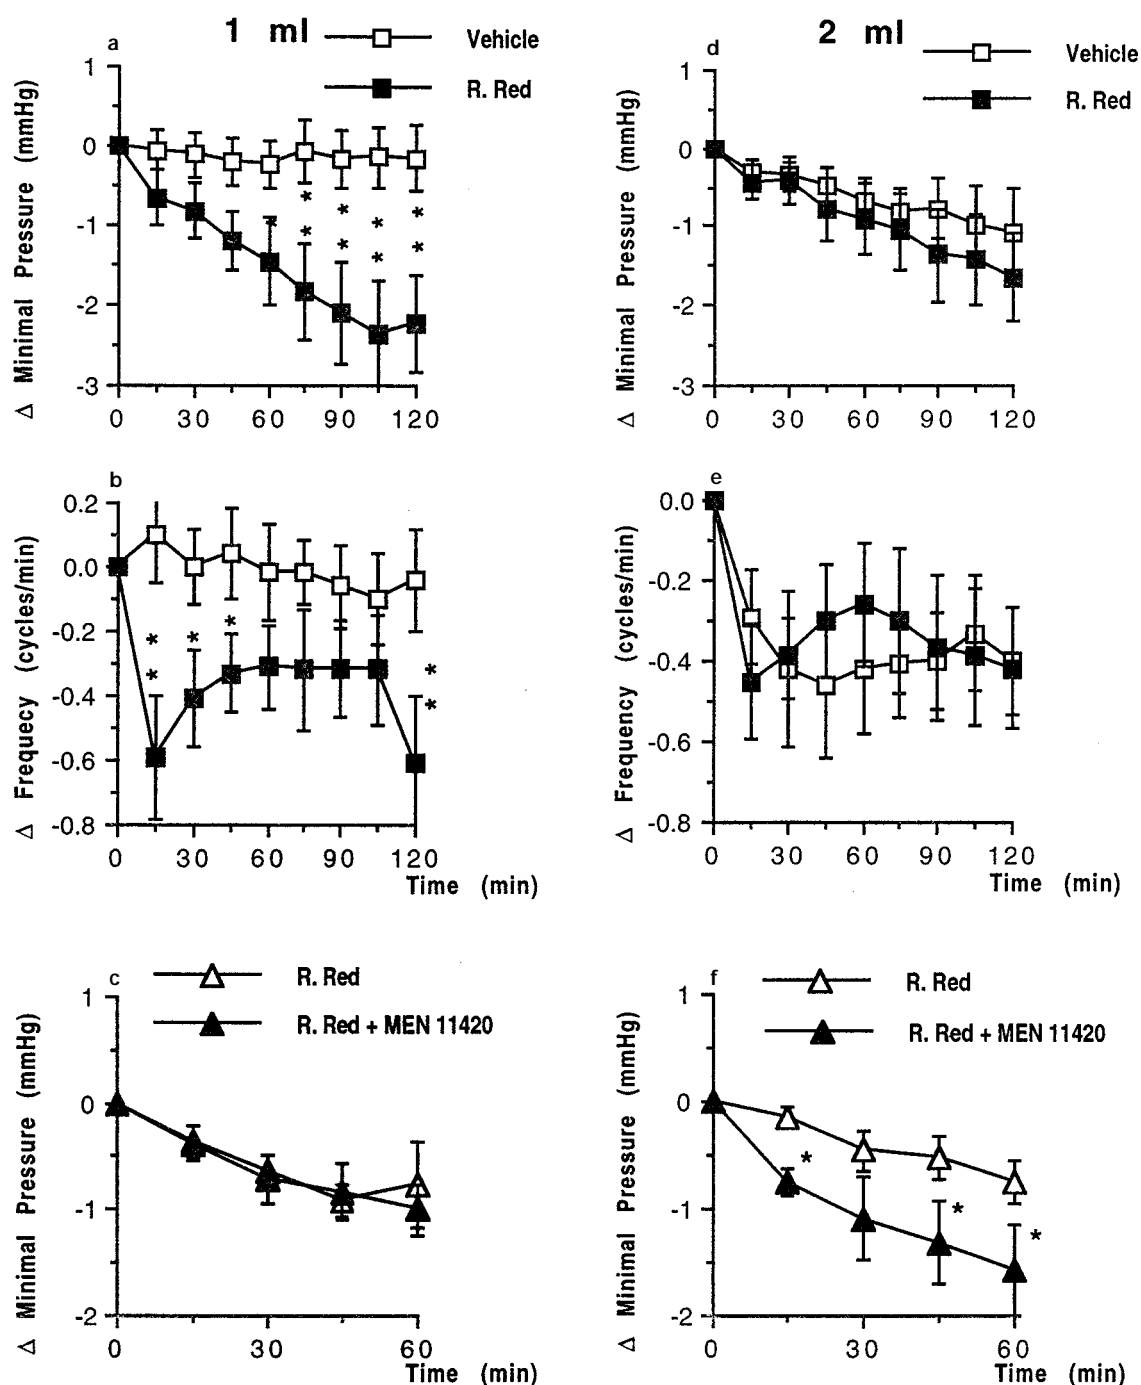 1 ml
a
Vehicle
R. Red
Δ Minimal Pressure (mmHg)
1
0
-1
-2
-3
0 30 60 90 120
* * * * * * * * *
2 ml
d
Vehicle
R. Red
Δ Minimal Pressure (mmHg)
1
0
-1
-2
-3
0 30 60 90 120
b
Δ Frequecy (cycles/min)
0.2
0.0
-0.2
-0.4
-0.6
-0.8
0 30 60 90 120
Time (min)
* * * * * *
e
Δ Frequency (cycles/min)
0.0
-0.2
-0.4
-0.6
-0.8
0 30 60 90 120
Time (min)
c
R. Red
R. Red + MEN 11420
Δ Minimal Pressure (mmHg)
1
0
-1
-2
0 30 60
Time (min)
f
R. Red
R. Red + MEN 11420
Δ Minimal Pressure (mmHg)
1
0
-1
-2
0 30 60
Time (min)
* * *